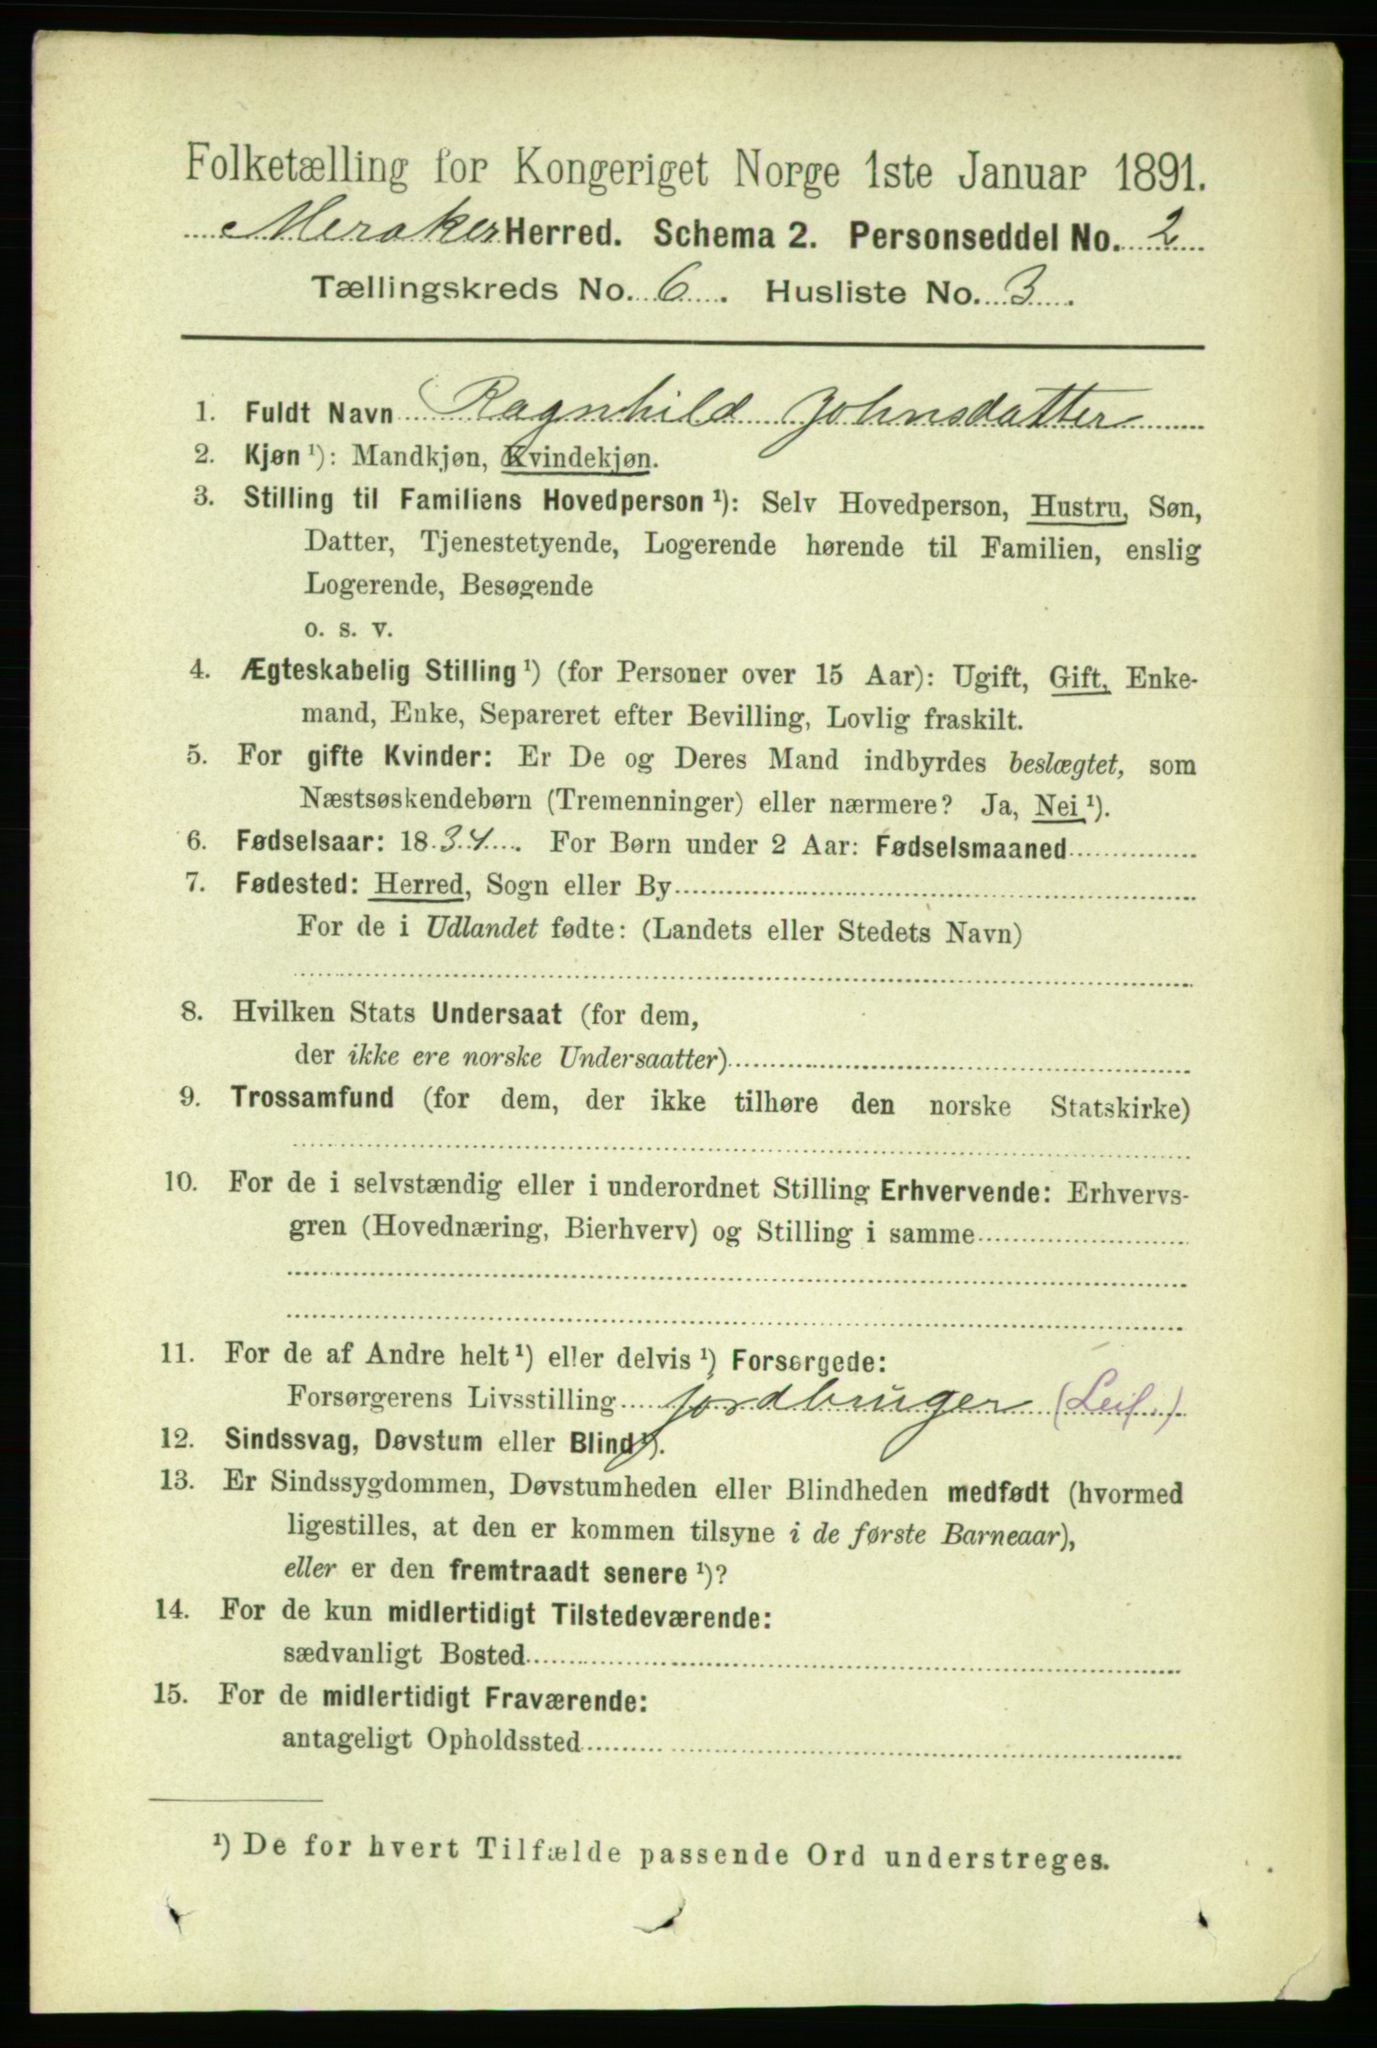 Folketælling for Kongeriget Norge 1ste Januar 1891.
Meraker Herred. Schema 2. Personseddel No. 2
Tællingskreds No. 6. Husliste No. 3.
1. Fuldt Navn Ragnhild Johnsdatter
2. Kjøn ¹): Mandkjøn, Kvindekjøn.
3. Stilling til Familiens Hovedperson ¹): Selv Hovedperson, Hustru, Søn,
Datter, Tjenestetyende, Logerende hørende til Familien, enslig
Logerende, Besøgende
o. s. v.
4. Ægteskabelig Stilling ¹) (for Personer over 15 Aar): Ugift, Gift, Enke-
mand, Enke, Separeret efter Bevilling, Lovlig fraskilt.
5. For gifte Kvinder: Er De og Deres Mand indbyrdes beslægtet, som
Næstsøskendebørn (Tremenninger) eller nærmere? Ja, Nei ¹).
6. Fødselsaar: 1834. For Børn under 2 Aar: Fødselsmaaned
7. Fødested: Herred, Sogn eller By
For de i Udlandet fødte: (Landets eller Stedets Navn)
8. Hvilken Stats Undersaat (for dem,
der ikke ere norske Undersaatter)
9. Trossamfund (for dem, der ikke tilhøre den norske Statskirke)
10. For de i selvstændig eller i underordnet Stilling Erhvervende: Erhvervs-
gren (Hovednæring, Bierhverv) og Stilling i samme
11. For de af Andre helt ¹) eller delvis ¹) Forsørgede:
Forsørgerens Livsstilling Jordbruger (Leil.)
12. Sindssvag, Døvstum eller Blind ¹).
13. Er Sindssygdommen, Døvstumheden eller Blindheden medfødt (hvormed
ligestilles, at den er kommen tilsyne i de første Barneaar),
eller er den fremtraadt senere ¹)?
14. For de kun midlertidigt Tilstedeværende:
sædvanligt Bosted
15. For de midlertidigt Fraværende:
antageligt Opholdssted
¹) De for hvert Tilfælde passende Ord understreges.